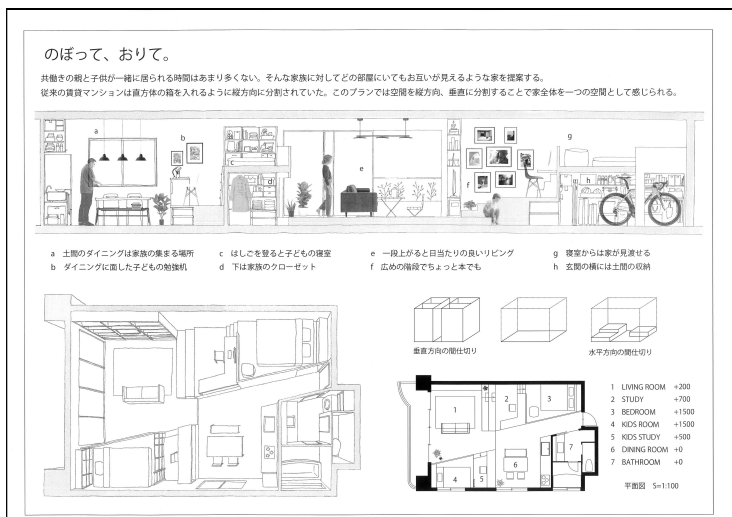 のぼって、おりて。
共働きの親と子供が一緒に居られる時間はあまり多くない。そんな家族に対してどの部屋にいてもお互いが見えるような家を提案する。
従来の賃貸マンションは直方体の箱を入れるように縦方向に分割されていた。このプランでは空間を縦方向、垂直に分割することで家全体を一つの空間として感じられる。
a
b
c
d
e
f
g
h
a 土間のダイニングは家族の集まる場所
b ダイニングに面した子どもの勉強机
c はしごを登ると子どもの寝室
d 下は家族のクローゼット
e 一段上がると日当たりの良いリビング
f 広めの階段でちょっと本でも
g 寝室からは家が見渡せる
h 玄関の横には土間の収納
垂直方向の間仕切り
水平方向の間仕切り
1
2
3
4
5
6
7
1 LIVING ROOM +200
2 STUDY +700
3 BEDROOM +1500
4 KIDS ROOM +1500
5 KIDS STUDY +500
6 DINING ROOM +0
7 BATHROOM +0
平面図 S=1:100